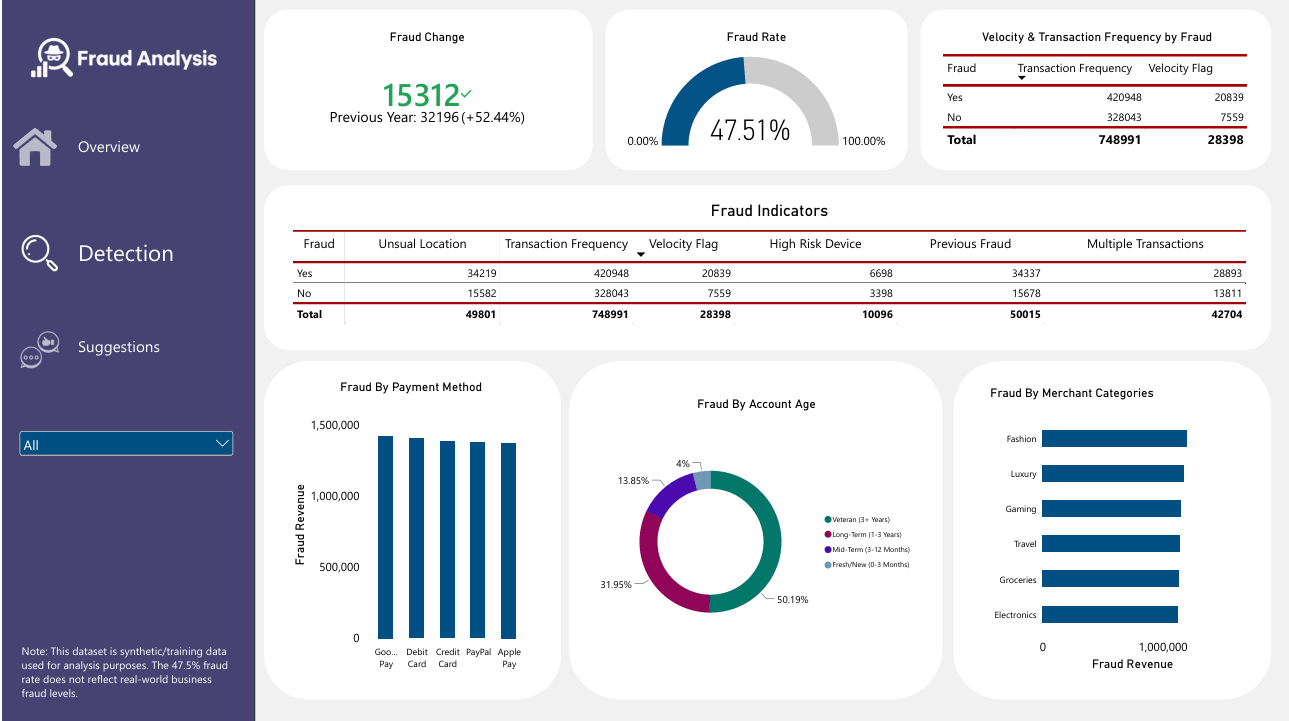 Fraud Analysis
Overview
Detection
Suggestions
All
Note: This dataset is synthetic/training data
used for analysis purposes. The 47.5% fraud
rate does not reflect real-world business
fraud levels.
Fraud Change
15312
Previous Year: 32196 (+52.44%)
Fraud Rate
47.51%
0.00%
100.00%
Velocity & Transaction Frequency by Fraud
Fraud Transaction Frequency Velocity Flag
Yes 420948 20839
No 328043 7559
Total 748991 28398
Fraud Indicators
Fraud Unsual Location Transaction Frequency Velocity Flag High Risk Device Previous Fraud Multiple Transactions
Yes 34219 420948 20839 6698 34337 28893
No 15582 328043 7559 3398 15678 13811
Total 49801 748991 28398 10096 50015 42704
Fraud By Payment Method
Fraud Revenue
1,500,000
1,000,000
500,000
0
Goo... Debit Credit PayPal Apple
Pay Card Card Pay
Fraud By Account Age
4%
13.85%
31.95%
50.19%
Veteran (3+ Years)
Long-Term (1-3 Years)
Mid-Term (3-12 Months)
Fresh/New (0-3 Months)
Fraud By Merchant Categories
Fashion
Luxury
Gaming
Travel
Groceries
Electronics
0 1,000,000
Fraud Revenue